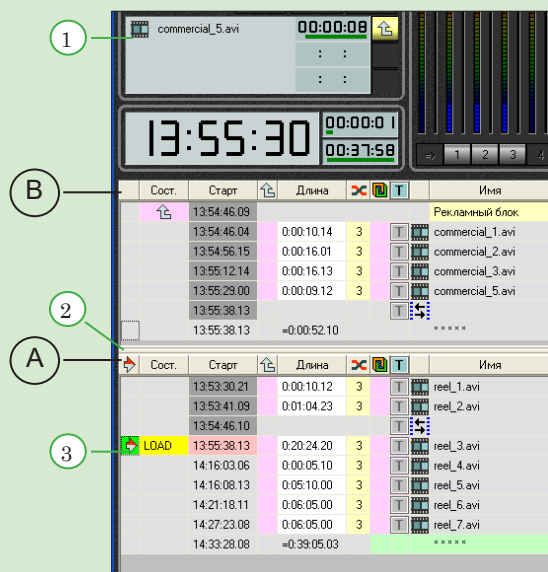 1 commercial_5.avi 00:00:08
: :
: :
13:55:30 00:00:01
00:37:58
=> 1 2 3 4
B
Сост. Старт Длина T Имя
13:54:46.09 Рекламный блок
13:54:46.04 0:00:10.14 3 T commercial_1.avi
13:54:56.15 0:00:16.01 3 T commercial_2.avi
13:55:12.14 0:00:16.13 3 T commercial_3.avi
13:55:29.00 0:00:09.12 3 T commercial_5.avi
13:55:38.13 T
2
13:55:38.13 =0:00:52.10 *****
A
Сост. Старт Длина T Имя
13:53:30.21 0:00:10.12 3 T reel_1.avi
13:53:41.09 0:01:04.23 3 T reel_2.avi
13:54:46.10 T
3 LOAD 13:55:38.13 0:20:24.20 3 T reel_3.avi
14:16:03.06 0:00:05.10 3 T reel_4.avi
14:16:08.13 0:05:10.00 3 T reel_5.avi
14:21:18.11 0:06:05.00 3 T reel_6.avi
14:27:23.08 0:06:05.00 3 T reel_7.avi
14:33:28.08 =0:39:05.03 *****